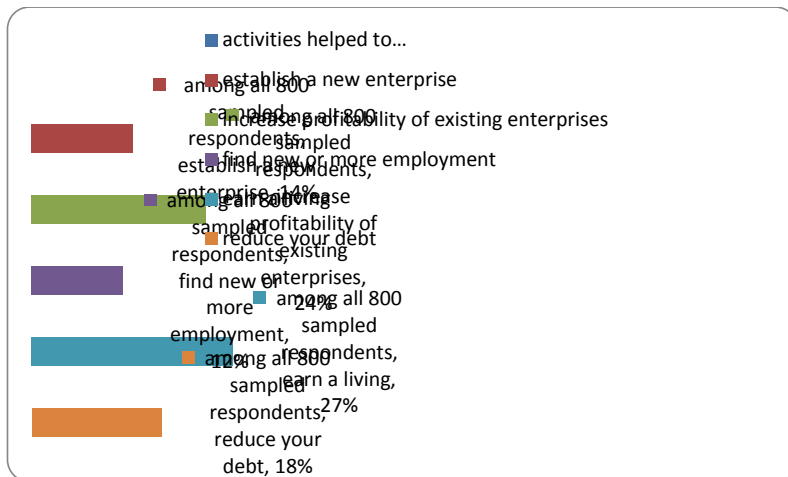 activities helped to…
establish a new enterprise
increase profitability of existing enterprises
find new or more employment
earn a living
reduce your debt
among all 800
sampled
respondents,
establish a new
enterprise, 14%
among all 800
sampled
respondents,
increase
profitability of
existing
enterprises,
24%
among all 800
sampled
respondents,
find new or
more
employment,
12%
among all 800
sampled
respondents,
earn a living,
27%
among all 800
sampled
respondents,
reduce your
debt, 18%